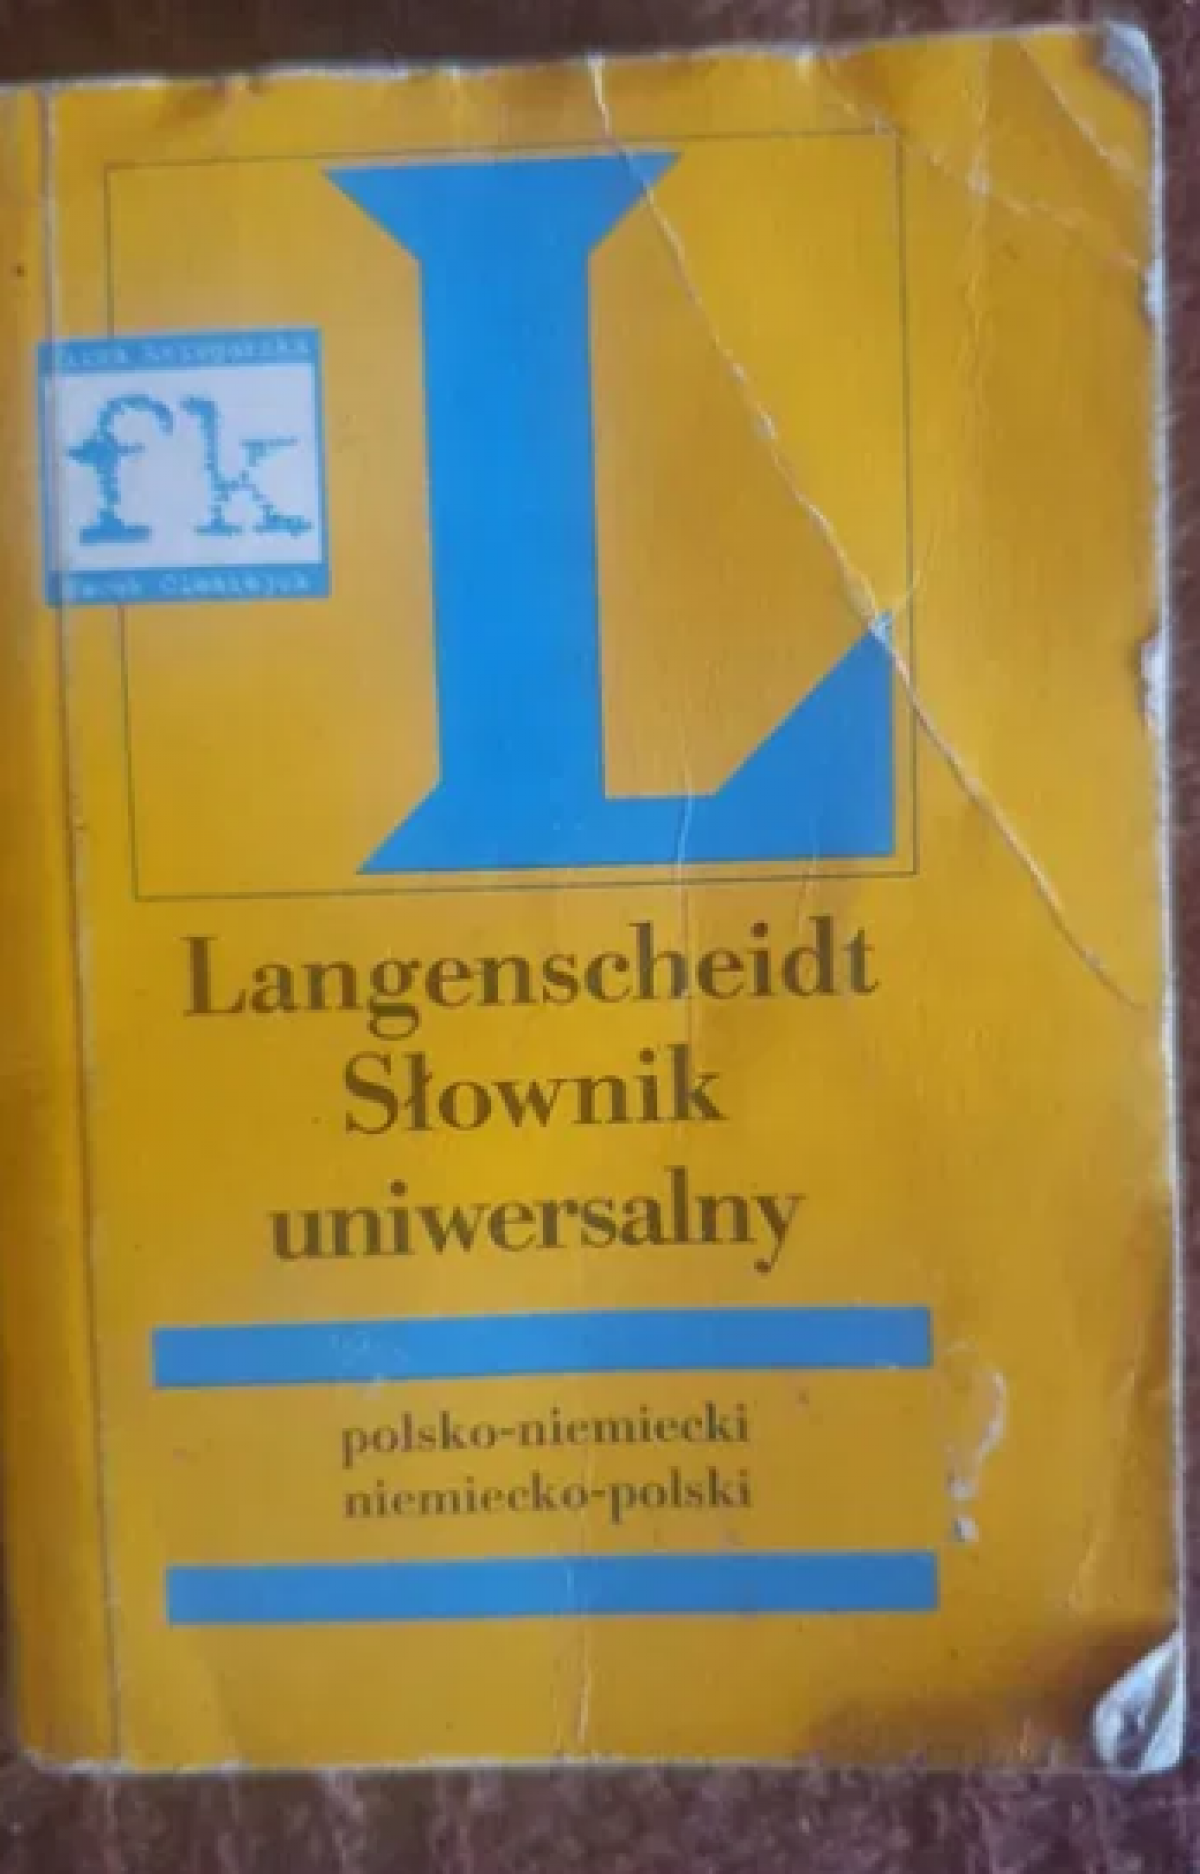 L
fk
Langenscheidt
Słownik
uniwersalny
polsko-niemiecki
niemiecko-polski